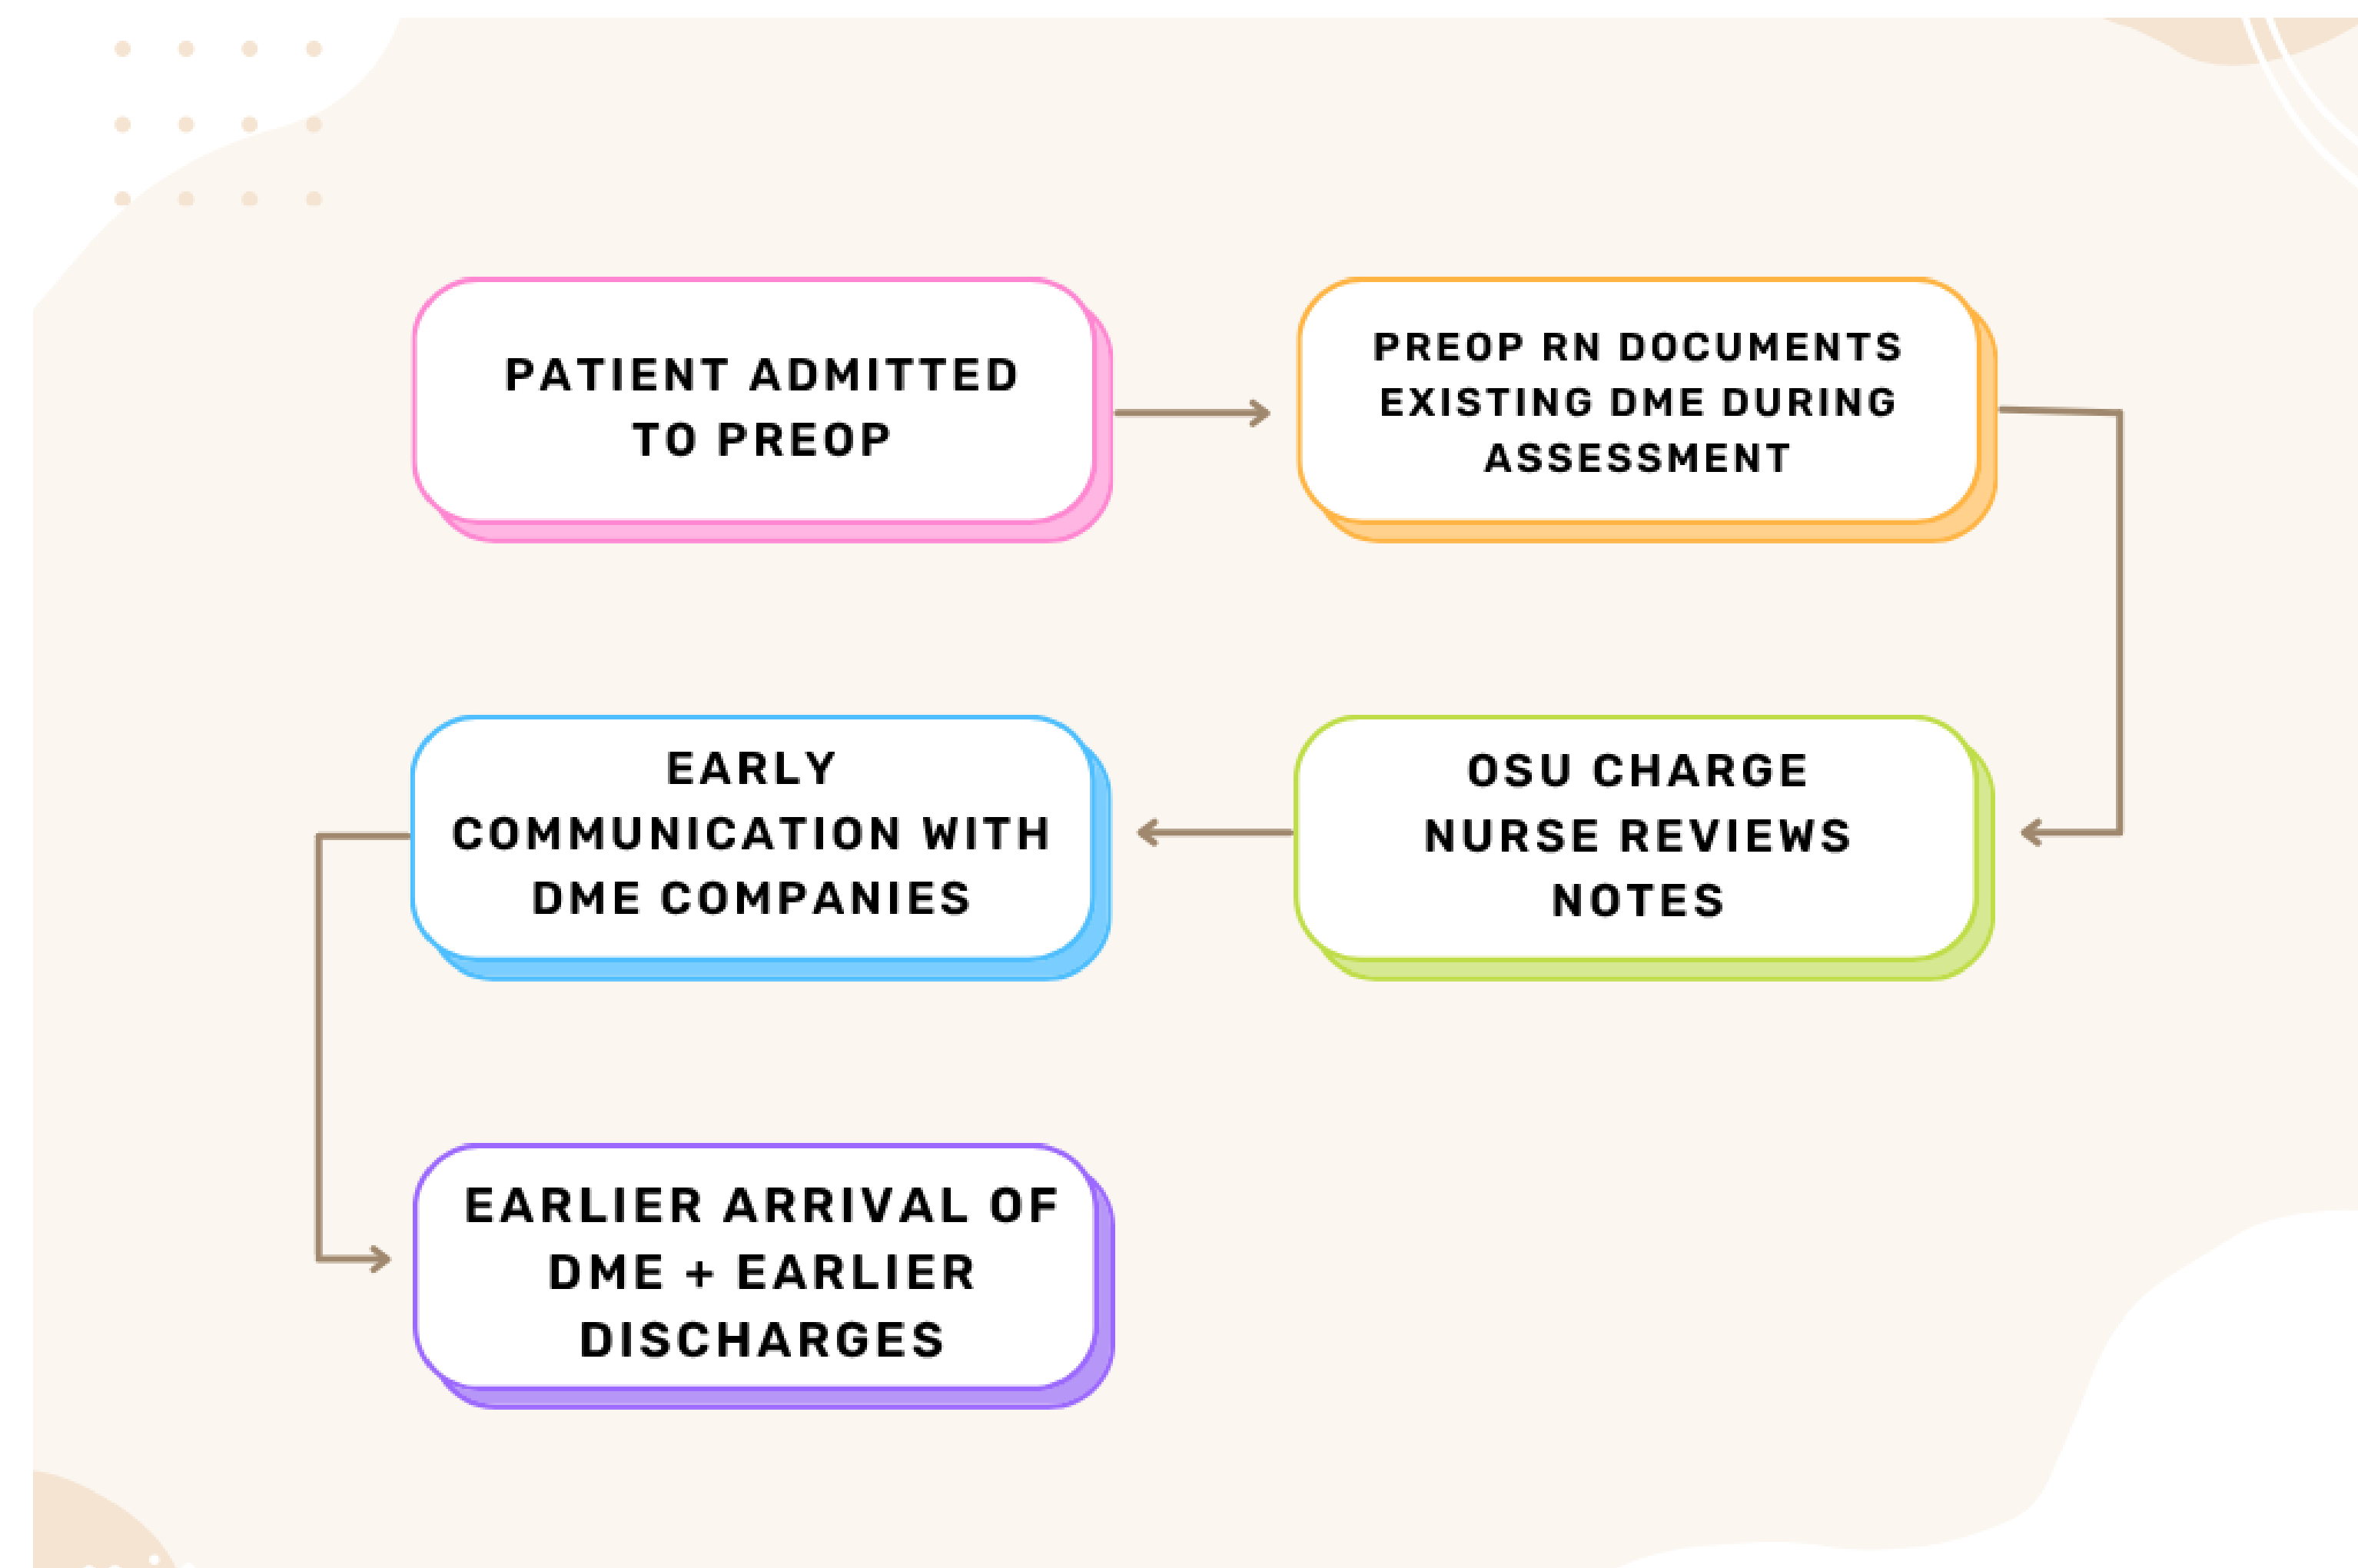 PATIENT ADMITTED
TO PREOP
PREOP RN DOCUMENTS
EXISTING DME DURING
ASSESSMENT
OSU CHARGE
NURSE REVIEWS
NOTES
EARLY
COMMUNICATION WITH
DME COMPANIES
EARLIER ARRIVAL OF
DME + EARLIER
DISCHARGES